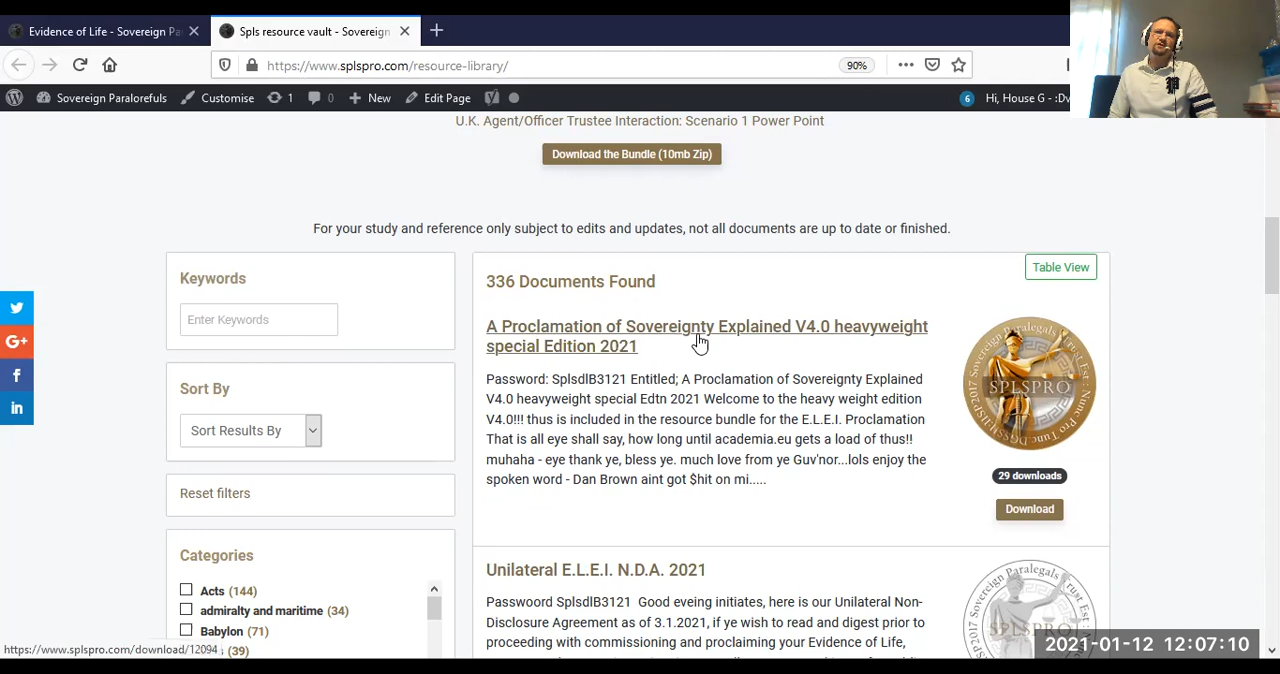 Evidence of Life - Sovereign Pa
Spls resource vault - Sovereign
https://www.splspro.com/resource-library/
90%
Sovereign Paralorefuls
Customise
1
0
New
Edit Page
6
Hi, House G - :Dv
U.K. Agent/Officer Trustee Interaction: Scenario 1 Power Point
Download the Bundle (10mb Zip)
For your study and reference only subject to edits and updates, not all documents are up to date or finished.
Keywords
Enter Keywords
Sort By
Sort Results By
Reset filters
Categories
Acts (144)
admiralty and maritime (34)
Babylon (71)
(39)
336 Documents Found
Table View
A Proclamation of Sovereignty Explained V4.0 heavyweight
special Edition 2021
Password: SplsdlB3121 Entitled; A Proclamation of Sovereignty Explained
V4.0 heavyweight special Edtn 2021 Welcome to the heavy weight edition
V4.0!!! thus is included in the resource bundle for the E.L.E.I. Proclamation
That is all eye shall say, how long until academia.eu gets a load of thus!!
muhaha - eye thank ye, bless ye. much love from ye Guv'nor...lols enjoy the
spoken word - Dan Brown aint got $hit on mi.....
SPLSPRO
29 downloads
Download
Unilateral E.L.E.I. N.D.A. 2021
Passwoord SplsdlB3121 Good eveing initiates, here is our Unilateral Non-
Disclosure Agreement as of 3.1.2021, if ye wish to read and digest prior to
proceeding with commissioning and proclaiming your Evidence of Life,
SPLSPRO
https://www.splspro.com/download/12094
2021-01-12 12:07:10